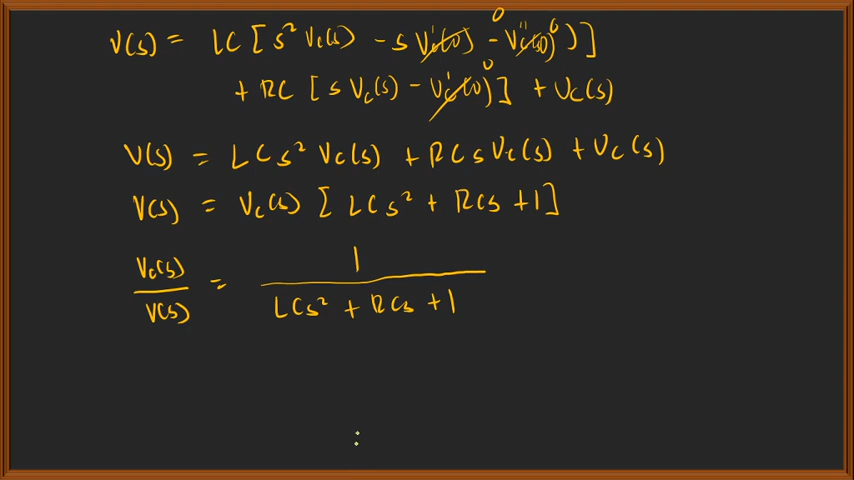 V(s) = LC [ s² Vc(s) - s Vc'(0) - Vc''(0) ) ]
+ RC [ s Vc(s) - Vc'(0) ] + Vc(s)
V(s) = LCs² Vc(s) + RCs Vc(s) + Vc(s)
V(s) = Vc(s) [ LCs² + RCs + 1 ]
Vc(s) / V(s) = 1 / LCs² + RCs + 1